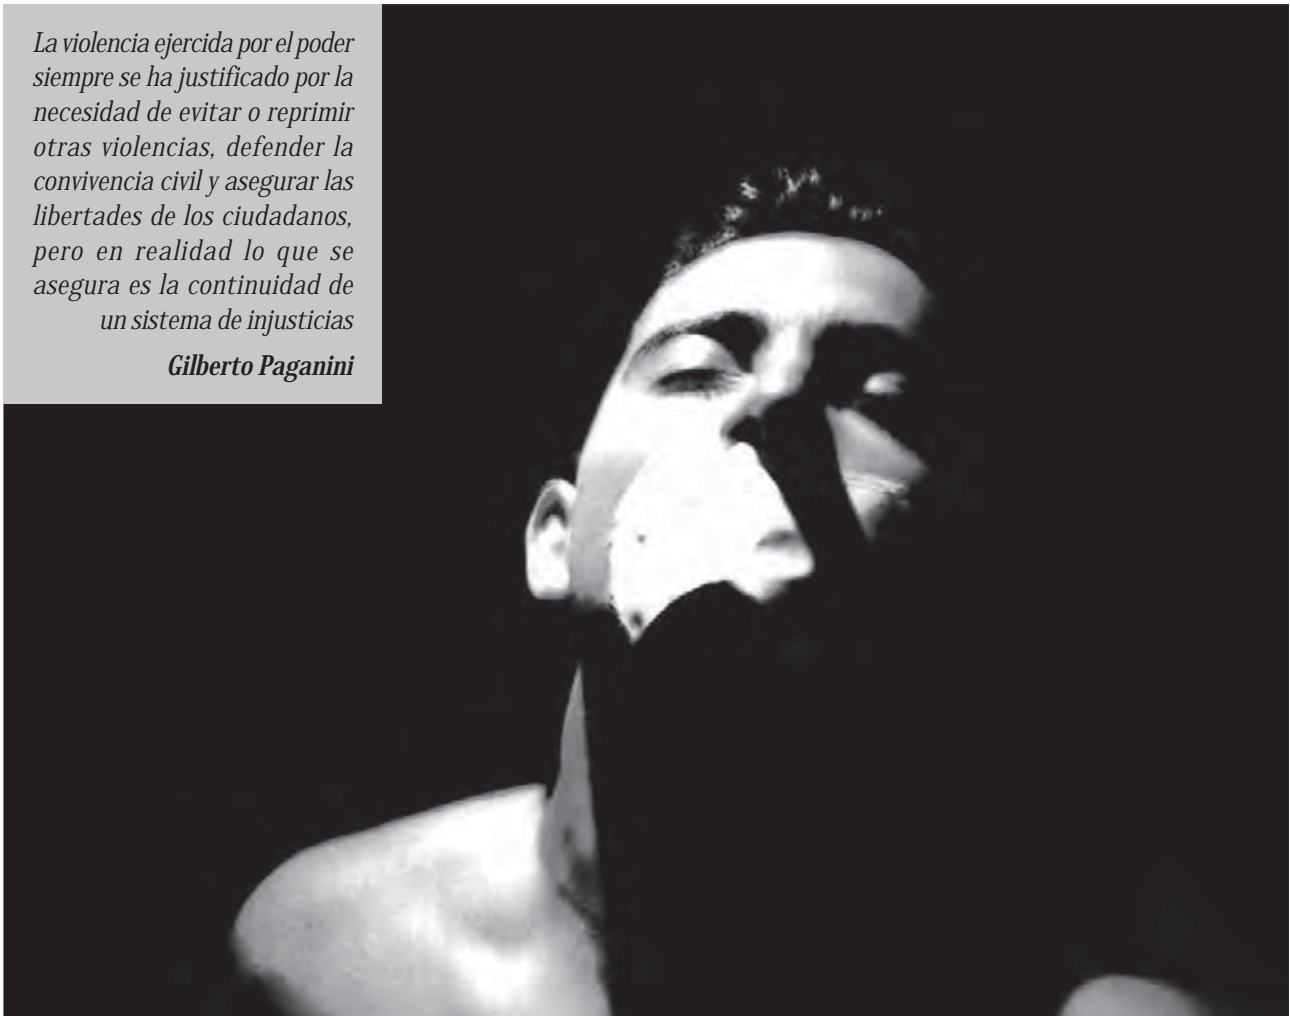 La violencia ejercida por el poder
siempre se ha justificado por la
necesidad de evitar o reprimir
otras violencias, defender la
convivencia civil y asegurar las
libertades de los ciudadanos,
pero en realidad lo que se
asegura es la continuidad de
un sistema de injusticias
Gilberto Paganini